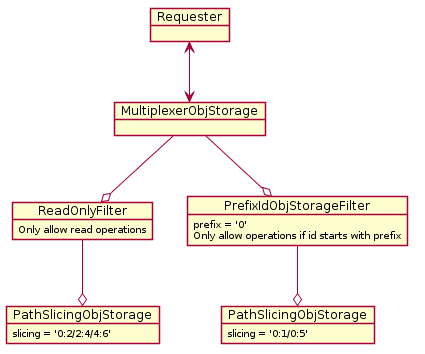 Requester
MultiplexerObjStorage
ReadOnlyFilter
Only allow read operations
PrefixIdObjStorageFilter
prefix = '0'
Only allow operations if id starts with prefix
PathSlicingObjStorage
slicing = '0:2/2:4/4:6'
PathSlicingObjStorage
slicing = '0:1/0:5'